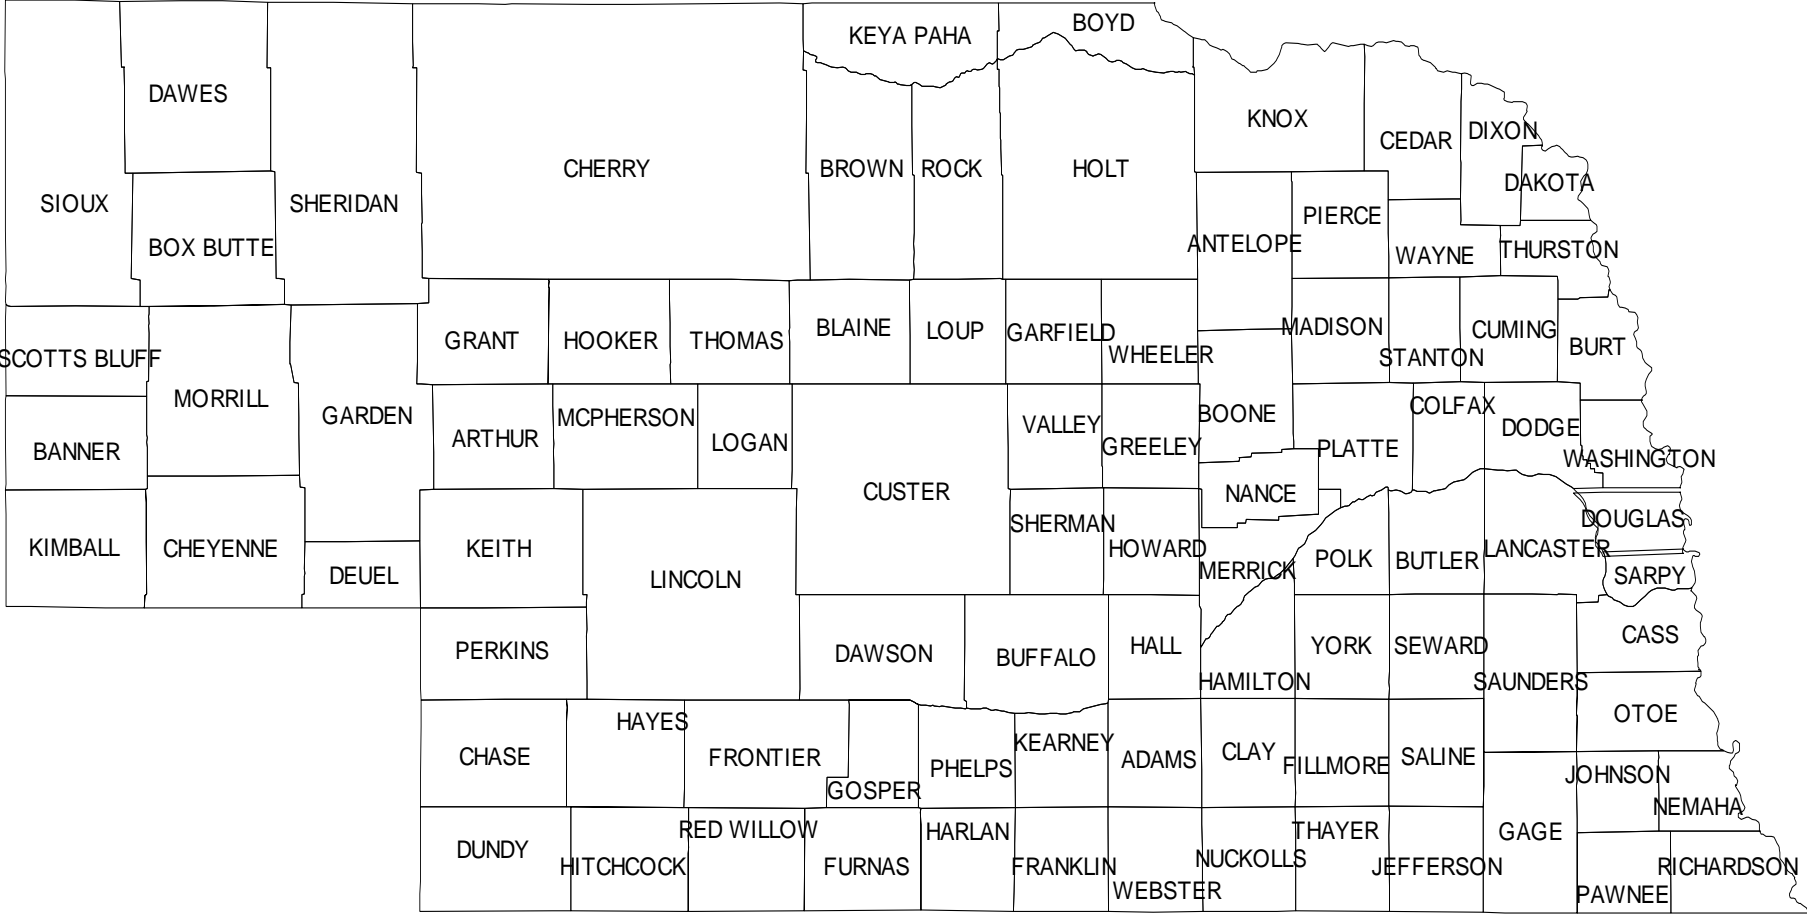 BOYD
KEYA PAHA
DAWES
KNOX
DIXON
CEDAR
CHERRY
BROWN
ROCK
HOLT
DAKOTA
SIOUX
SHERIDAN
PIERCE
BOX BUTTE
ANTELOPE
WAYNE
THURSTON
GRANT
HOOKER
THOMAS
BLAINE
LOUP
GARFIELD
WHEELER
MADISON
STANTON
CUMING
BURT
SCOTTS BLUFF
MORRILL
GARDEN
ARTHUR
MCPHERSON
LOGAN
VALLEY
GREELEY
BOONE
PLATTE
COLFAX
DODGE
WASHINGTON
BANNER
CUSTER
NANCE
KIMBALL
CHEYENNE
DEUEL
KEITH
LINCOLN
SHERMAN
HOWARD
MERRICK
POLK
BUTLER
LANCASTER
DOUGLAS
SARPY
PERKINS
DAWSON
BUFFALO
HALL
HAMILTON
YORK
SEWARD
SAUNDERS
CASS
OTOE
CHASE
HAYES
FRONTIER
GOSPER
PHELPS
KEARNEY
ADAMS
CLAY
FILLMORE
SALINE
JOHNSON
NEMAHA
DUNDY
HITCHCOCK
RED WILLOW
FURNAS
HARLAN
FRANKLIN
WEBSTER
NUCKOLLS
THAYER
JEFFERSON
GAGE
PAWNEE
RICHARDSON